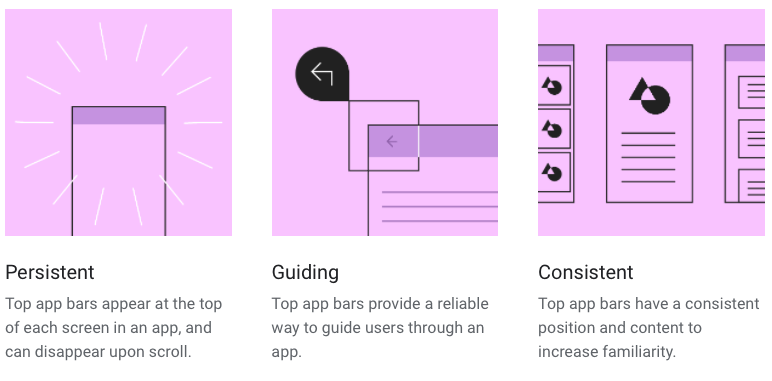 Persistent
Top app bars appear at the top
of each screen in an app, and
can disappear upon scroll.
Guiding
Top app bars provide a reliable
way to guide users through an
app.
Consistent
Top app bars have a consistent
position and content to
increase familiarity.